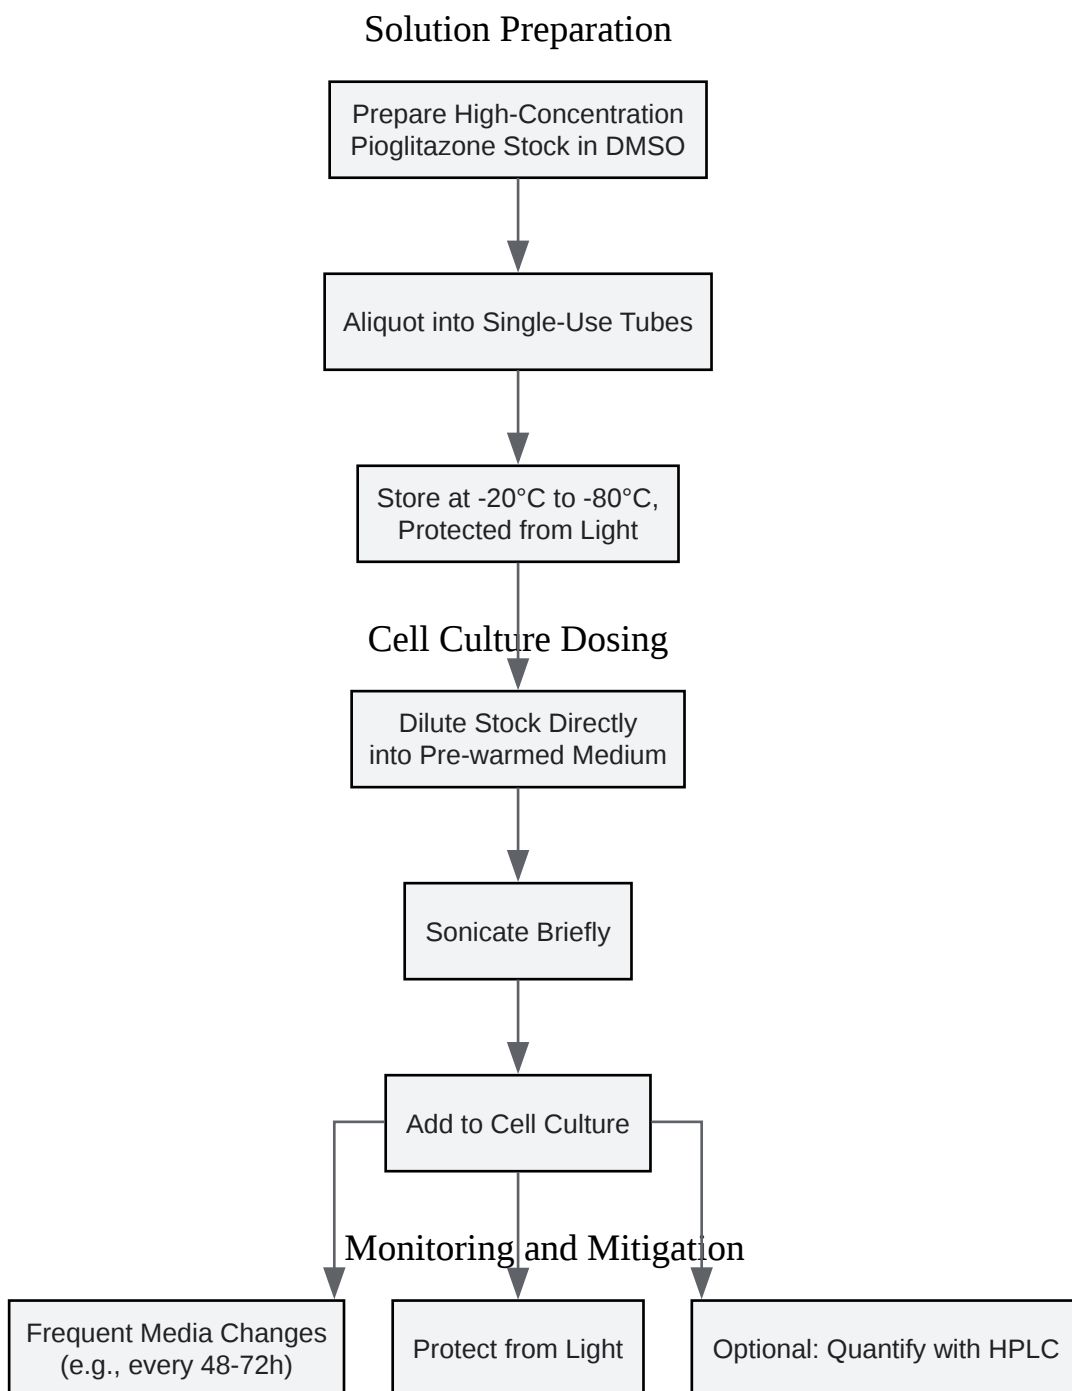 Solution Preparation
Prepare High-Concentration
Pioglitazone Stock in DMSO
Aliquot into Single-Use Tubes
Store at -20°C to -80°C,
Protected from Light
Cell Culture Dosing
Dilute Stock Directly
into Pre-warmed Medium
Sonicate Briefly
Add to Cell Culture
Monitoring and Mitigation
Frequent Media Changes
(e.g., every 48-72h)
Protect from Light
Optional: Quantify with HPLC